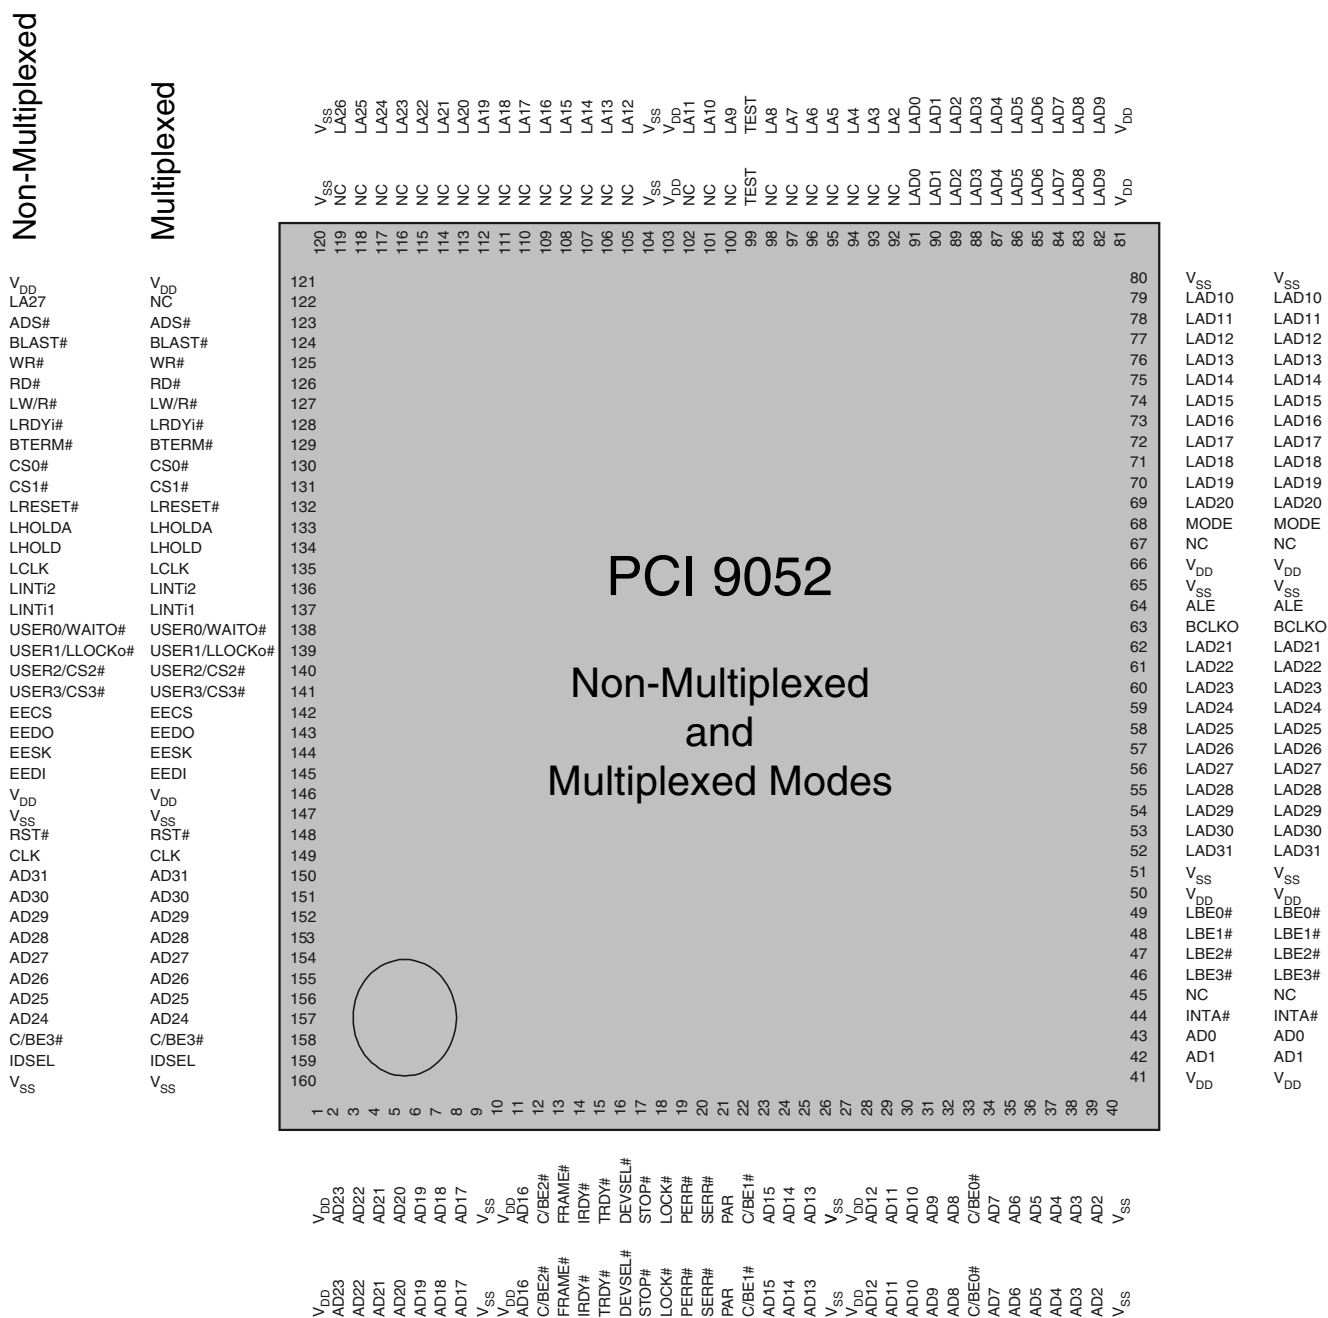 Non-Multiplexed
Multiplexed
VSS LA26 LA25 LA24 LA23 LA22 LA21 LA20 LA19 LA18 LA17 LA16 LA15 LA14 LA13 LA12 VSS VDD LA11 LA10 LA9 TEST LA8 LA7 LA6 LA5 LA4 LA3 LA2 LAD0 LAD1 LAD2 LAD3 LAD4 LAD5 LAD6 LAD7 LAD8 LAD9 VDD
VSS NC NC NC NC NC NC NC NC NC NC NC NC NC NC NC VSS VDD NC NC NC TEST NC NC NC NC NC NC NC LAD0 LAD1 LAD2 LAD3 LAD4 LAD5 LAD6 LAD7 LAD8 LAD9 VDD
120 119 118 117 116 115 114 113 112 111 110 109 108 107 106 105 104 103 102 101 100 99 98 97 96 95 94 93 92 91 90 89 88 87 86 85 84 83 82 81
VDD VDD 121
LA27 NC 122
ADS# ADS# 123
BLAST# BLAST# 124
WR# WR# 125
RD# RD# 126
LW/R# LW/R# 127
LRDYi# LRDYi# 128
BTERM# BTERM# 129
CS0# CS0# 130
CS1# CS1# 131
LRESET# LRESET# 132
LHOLDA LHOLDA 133
LHOLD LHOLD 134
LCLK LCLK 135
LINTi2 LINTi2 136
LINTi1 LINTi1 137
USER0/WAITO# USER0/WAITO# 138
USER1/LLOCKo# USER1/LLOCKo# 139
USER2/CS2# USER2/CS2# 140
USER3/CS3# USER3/CS3# 141
EECS EECS 142
EEDO EEDO 143
EESK EESK 144
EEDI EEDI 145
VDD VDD 146
VSS VSS 147
RST# RST# 148
CLK CLK 149
AD31 AD31 150
AD30 AD30 151
AD29 AD29 152
AD28 AD28 153
AD27 AD27 154
AD26 AD26 155
AD25 AD25 156
AD24 AD24 157
C/BE3# C/BE3# 158
IDSEL IDSEL 159
VSS VSS 160
PCI 9052
Non-Multiplexed
and
Multiplexed Modes
80 VSS VSS
79 LAD10 LAD10
78 LAD11 LAD11
77 LAD12 LAD12
76 LAD13 LAD13
75 LAD14 LAD14
74 LAD15 LAD15
73 LAD16 LAD16
72 LAD17 LAD17
71 LAD18 LAD18
70 LAD19 LAD19
69 LAD20 LAD20
68 MODE MODE
67 NC NC
66 VDD VDD
65 VSS VSS
64 ALE ALE
63 BCLKO BCLKO
62 LAD21 LAD21
61 LAD22 LAD22
60 LAD23 LAD23
59 LAD24 LAD24
58 LAD25 LAD25
57 LAD26 LAD26
56 LAD27 LAD27
55 LAD28 LAD28
54 LAD29 LAD29
53 LAD30 LAD30
52 LAD31 LAD31
51 VSS VSS
50 VDD VDD
49 LBE0# LBE0#
48 LBE1# LBE1#
47 LBE2# LBE2#
46 LBE3# LBE3#
45 NC NC
44 INTA# INTA#
43 AD0 AD0
42 AD1 AD1
41 VDD VDD
1 2 3 4 5 6 7 8 9 10 11 12 13 14 15 16 17 18 19 20 21 22 23 24 25 26 27 28 29 30 31 32 33 34 35 36 37 38 39 40
VDD AD23 AD22 AD21 AD20 AD19 AD18 AD17 VSS VDD AD16 C/BE2# FRAME# IRDY# TRDY# DEVSEL# STOP# LOCK# PERR# SERR# PAR C/BE1# AD15 AD14 AD13 VSS VDD AD12 AD11 AD10 AD9 AD8 C/BE0# AD7 AD6 AD5 AD4 AD3 AD2 VSS
VDD AD23 AD22 AD21 AD20 AD19 AD18 AD17 VSS VDD AD16 C/BE2# FRAME# IRDY# TRDY# DEVSEL# STOP# LOCK# PERR# SERR# PAR C/BE1# AD15 AD14 AD13 VSS VDD AD12 AD11 AD10 AD9 AD8 C/BE0# AD7 AD6 AD5 AD4 AD3 AD2 VSS